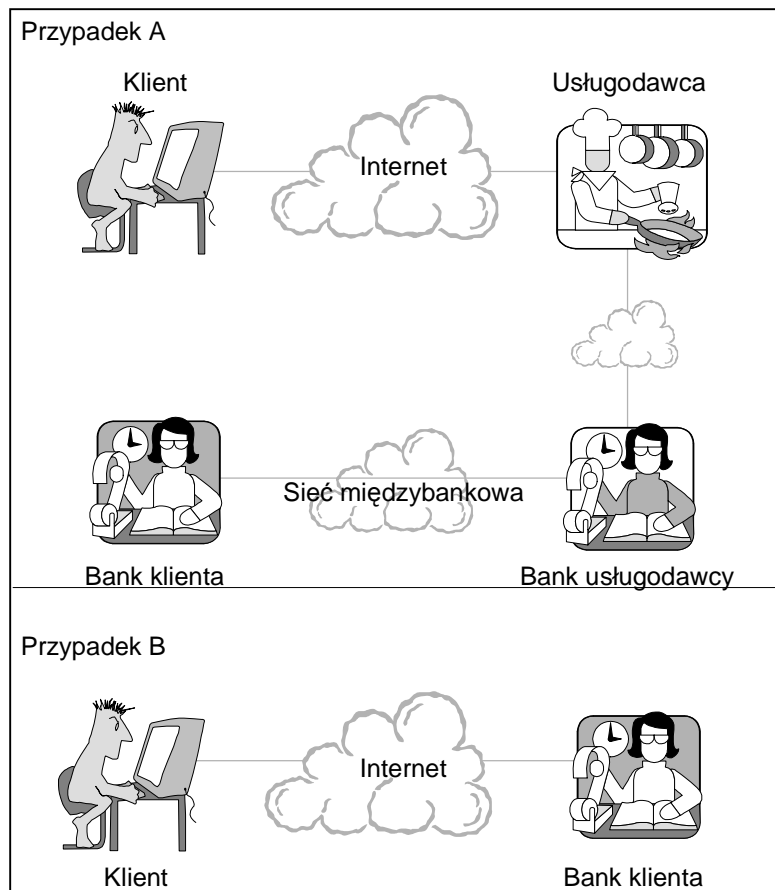 Przypadek A
Klient
Usługodawca
Internet
Sieć międzybankowa
Bank klienta
Bank usługodawcy
Przypadek B
Internet
Klient
Bank klienta